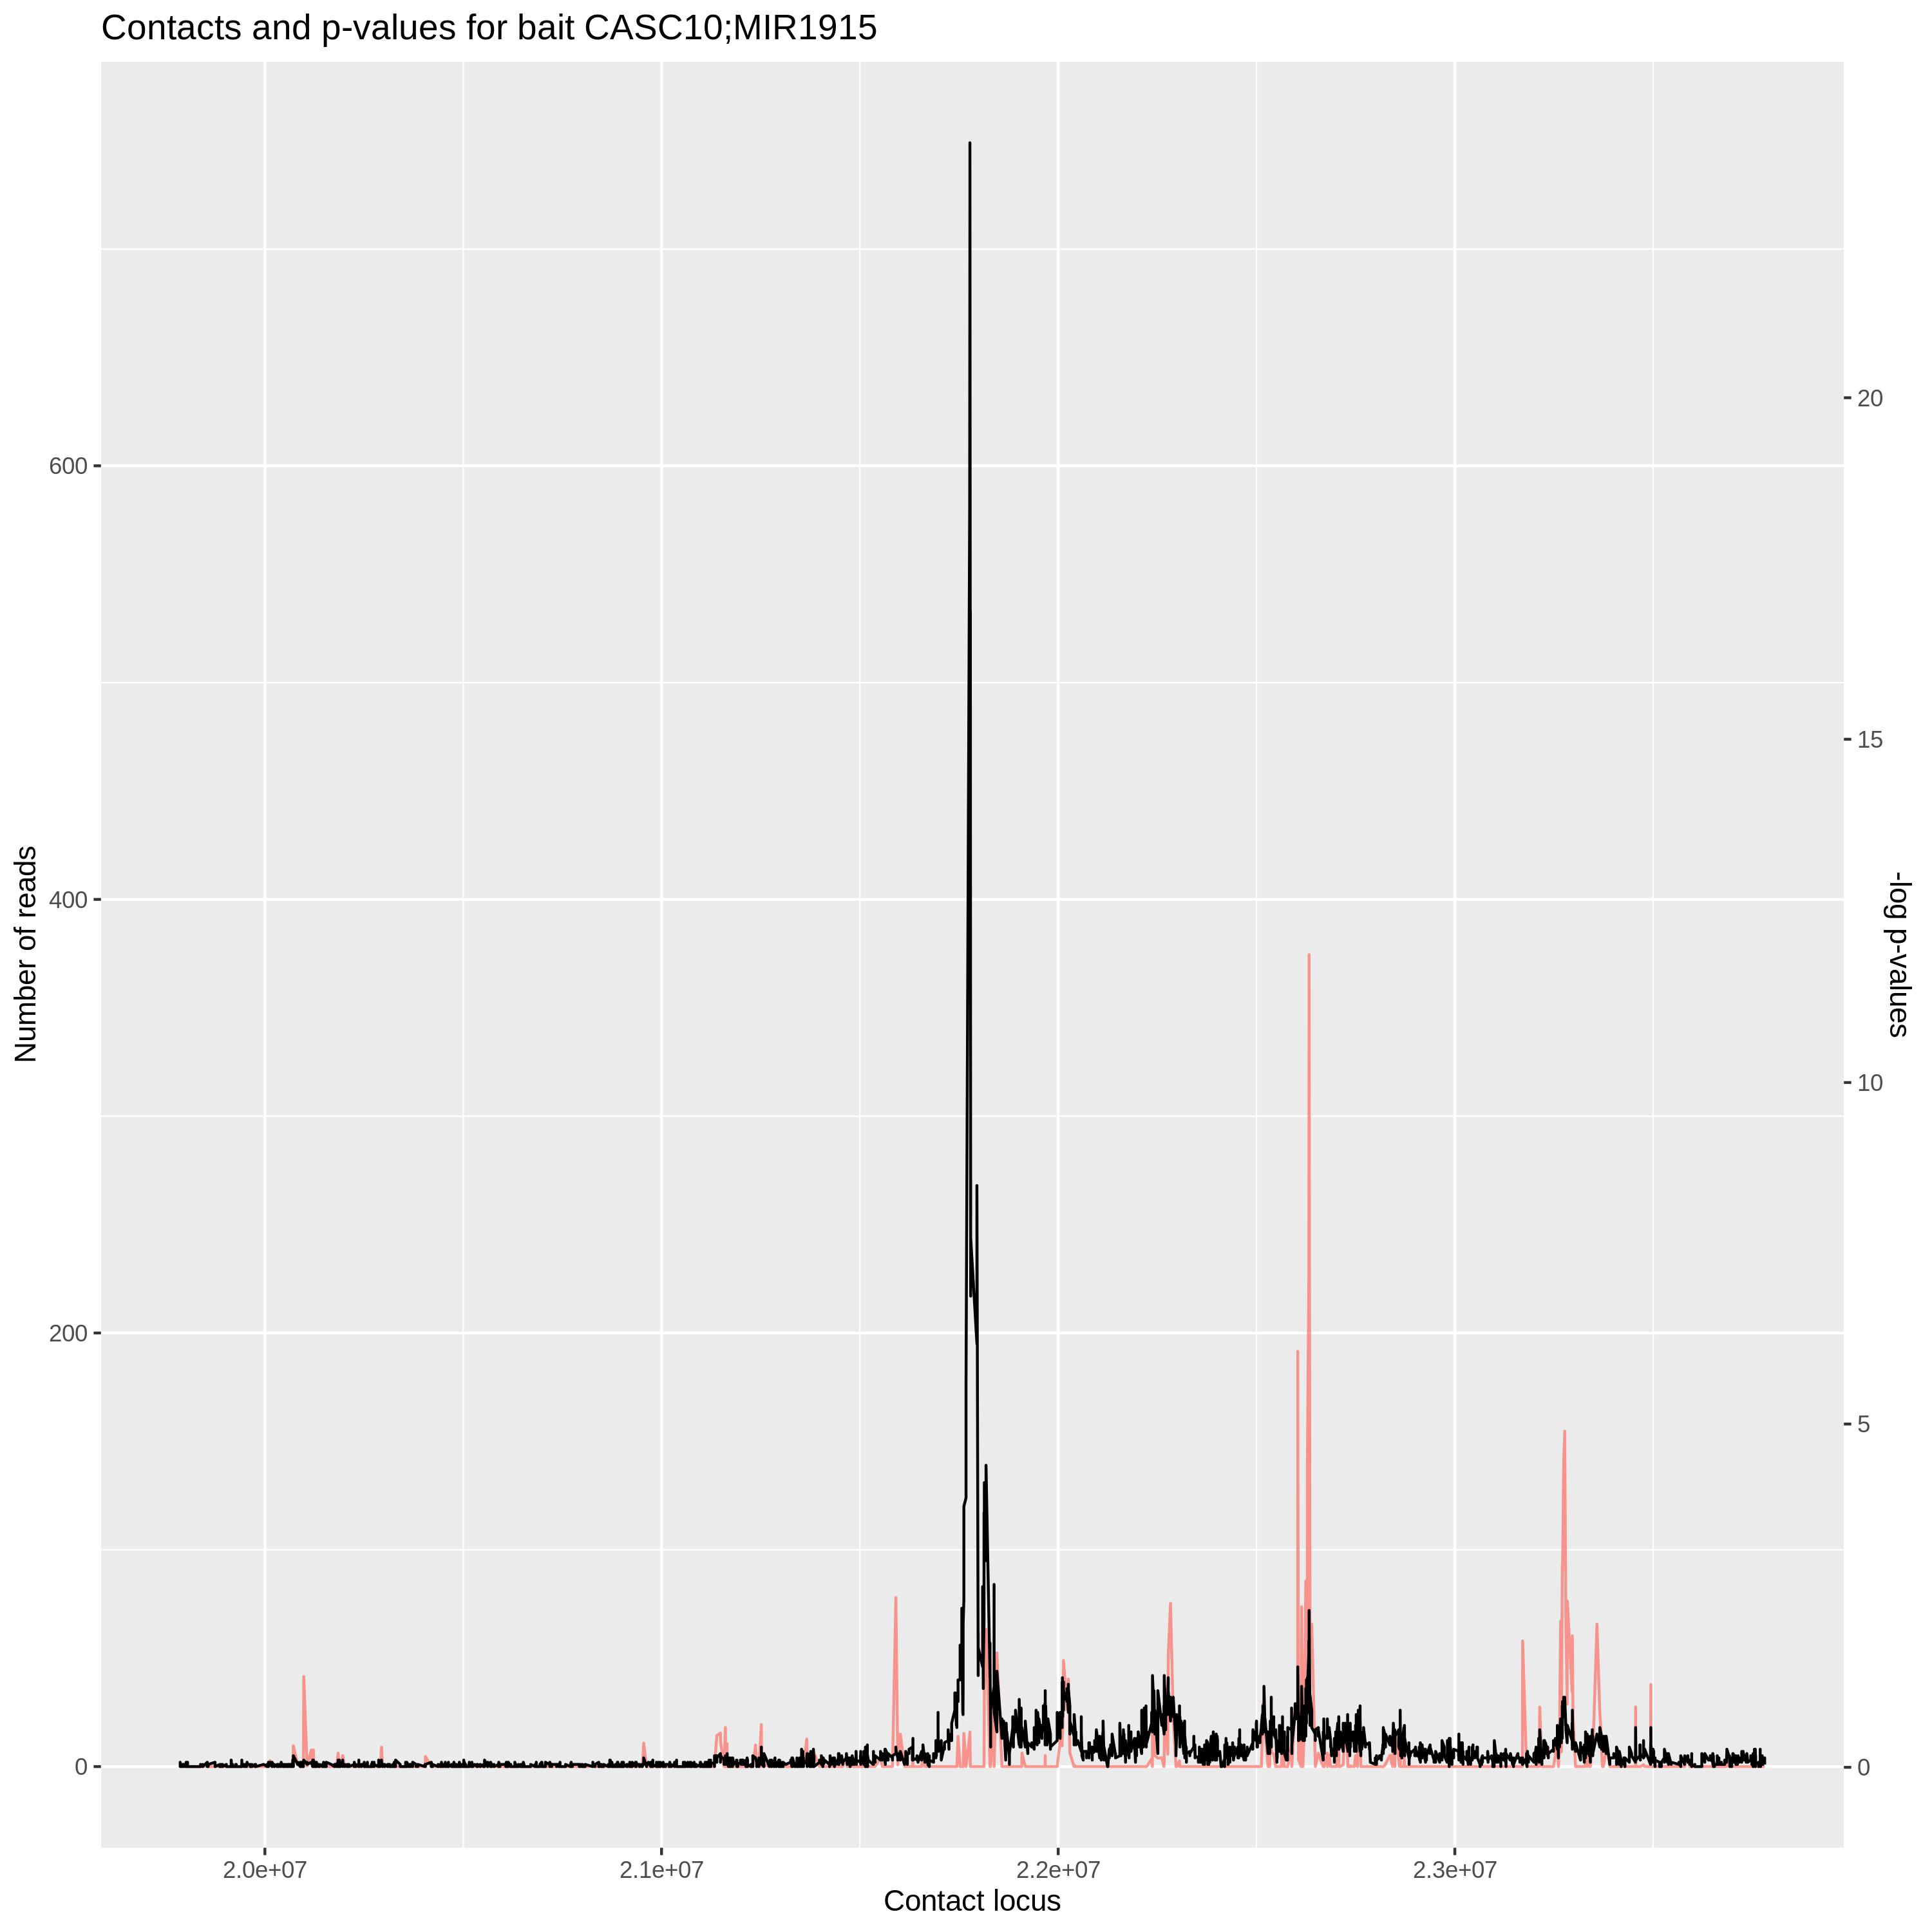 Contacts and p-values for bait CASC10;MIR1915
Number of reads
600
400
200
0
20
15
10
5
0
-log p-values
2.0e+07
2.1e+07
2.2e+07
2.3e+07
Contact locus